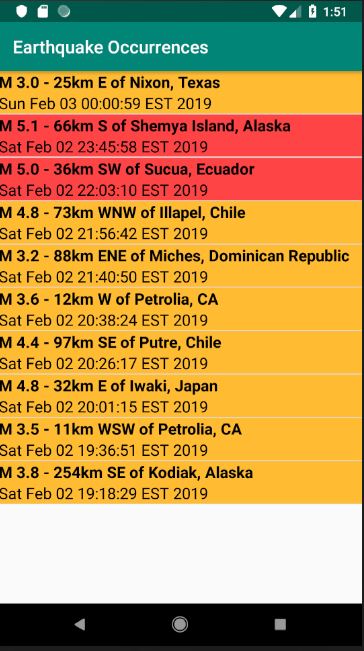 1:51
Earthquake Occurrences
M 3.0 - 25km E of Nixon, Texas
Sun Feb 03 00:00:59 EST 2019
M 5.1 - 66km S of Shemya Island, Alaska
Sat Feb 02 23:45:58 EST 2019
M 5.0 - 36km SW of Sucua, Ecuador
Sat Feb 02 22:03:10 EST 2019
M 4.8 - 73km WNW of Illapel, Chile
Sat Feb 02 21:56:42 EST 2019
M 3.2 - 88km ENE of Miches, Dominican Republic
Sat Feb 02 21:40:50 EST 2019
M 3.6 - 12km W of Petrolia, CA
Sat Feb 02 20:38:24 EST 2019
M 4.4 - 97km SE of Putre, Chile
Sat Feb 02 20:26:17 EST 2019
M 4.8 - 32km E of Iwaki, Japan
Sat Feb 02 20:01:15 EST 2019
M 3.5 - 11km WSW of Petrolia, CA
Sat Feb 02 19:36:51 EST 2019
M 3.8 - 254km SE of Kodiak, Alaska
Sat Feb 02 19:18:29 EST 2019